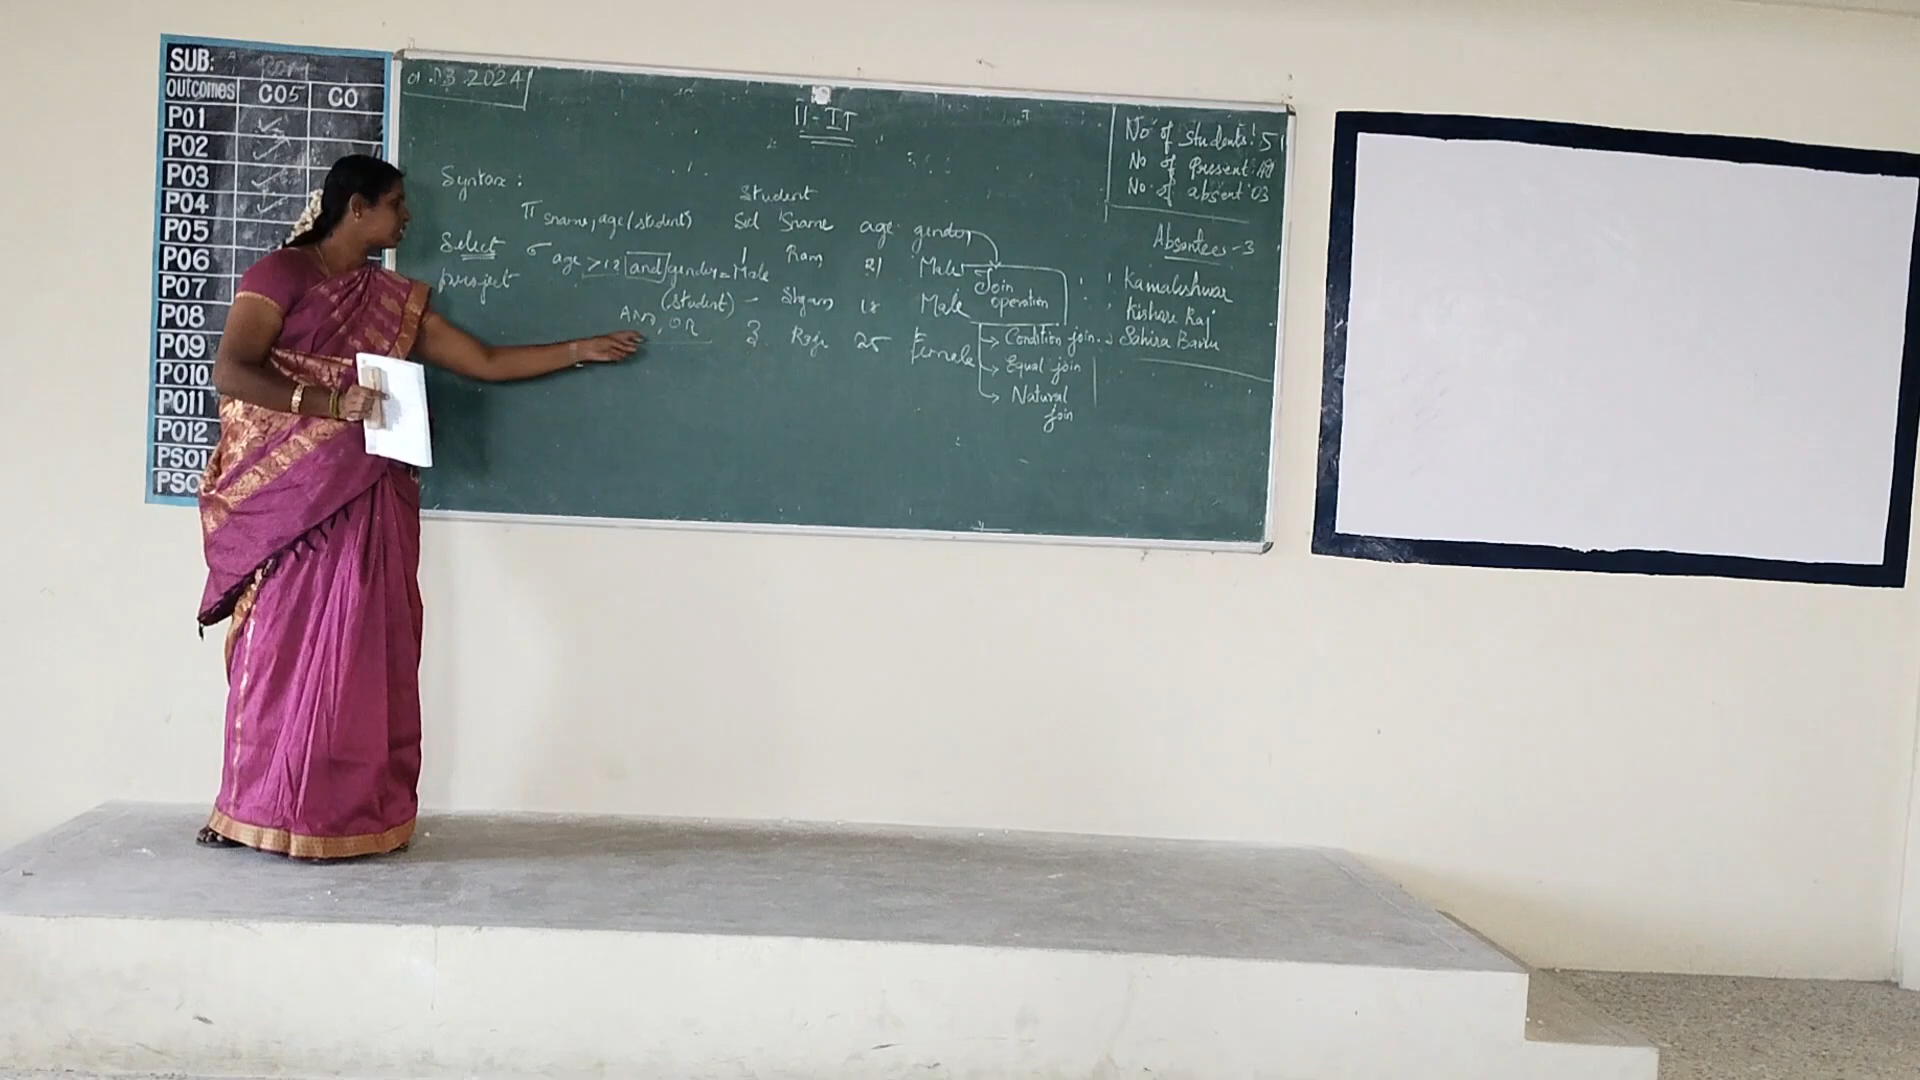 SUB:
Outcomes CO5 CO
PO1
PO2
PO3
PO4
PO5
PO6
PO7
PO8
PO9
PO10
PO11
PO12
PSO1
PSO
01.03.2024
II-IT
No of students: 51
No of present:
No of absent: 03
Absentees-3
Kamaleshwar
Kishore Raj
Sahira Banu
Syntax:
π sname, age (student)
Select σ age >18 and gender = Male
project
(student)
AND, OR
Student
Sid Sname age gender
1 Ram 21 Male
Shyam 18 Male
3 Raji 25 Female
Join
operation
Condition join
Equal join
Natural
join